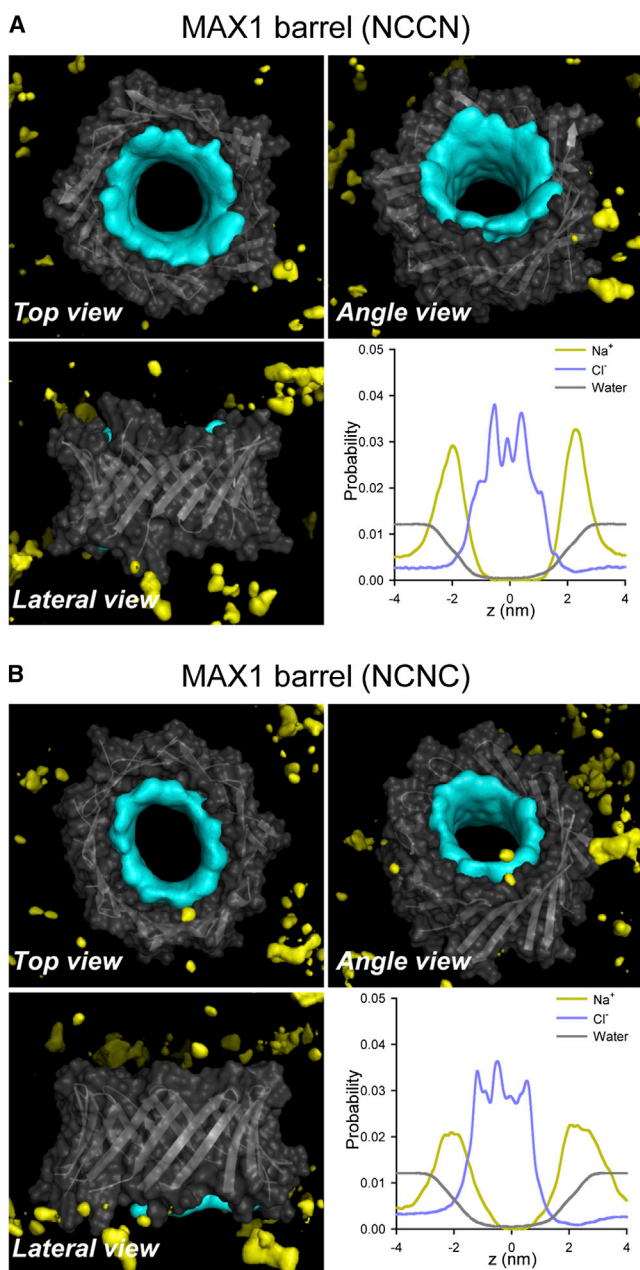 A
MAX1 barrel (NCCN)
Top view
Angle view
Lateral view
Probability
0.05
0.04
0.03
0.02
0.01
0.00
-4
-2
0
2
4
z (nm)
Na⁺
Cl⁻
Water
B
MAX1 barrel (NCNC)
Top view
Angle view
Lateral view
Probability
0.05
0.04
0.03
0.02
0.01
0.00
-4
-2
0
2
4
z (nm)
Na⁺
Cl⁻
Water